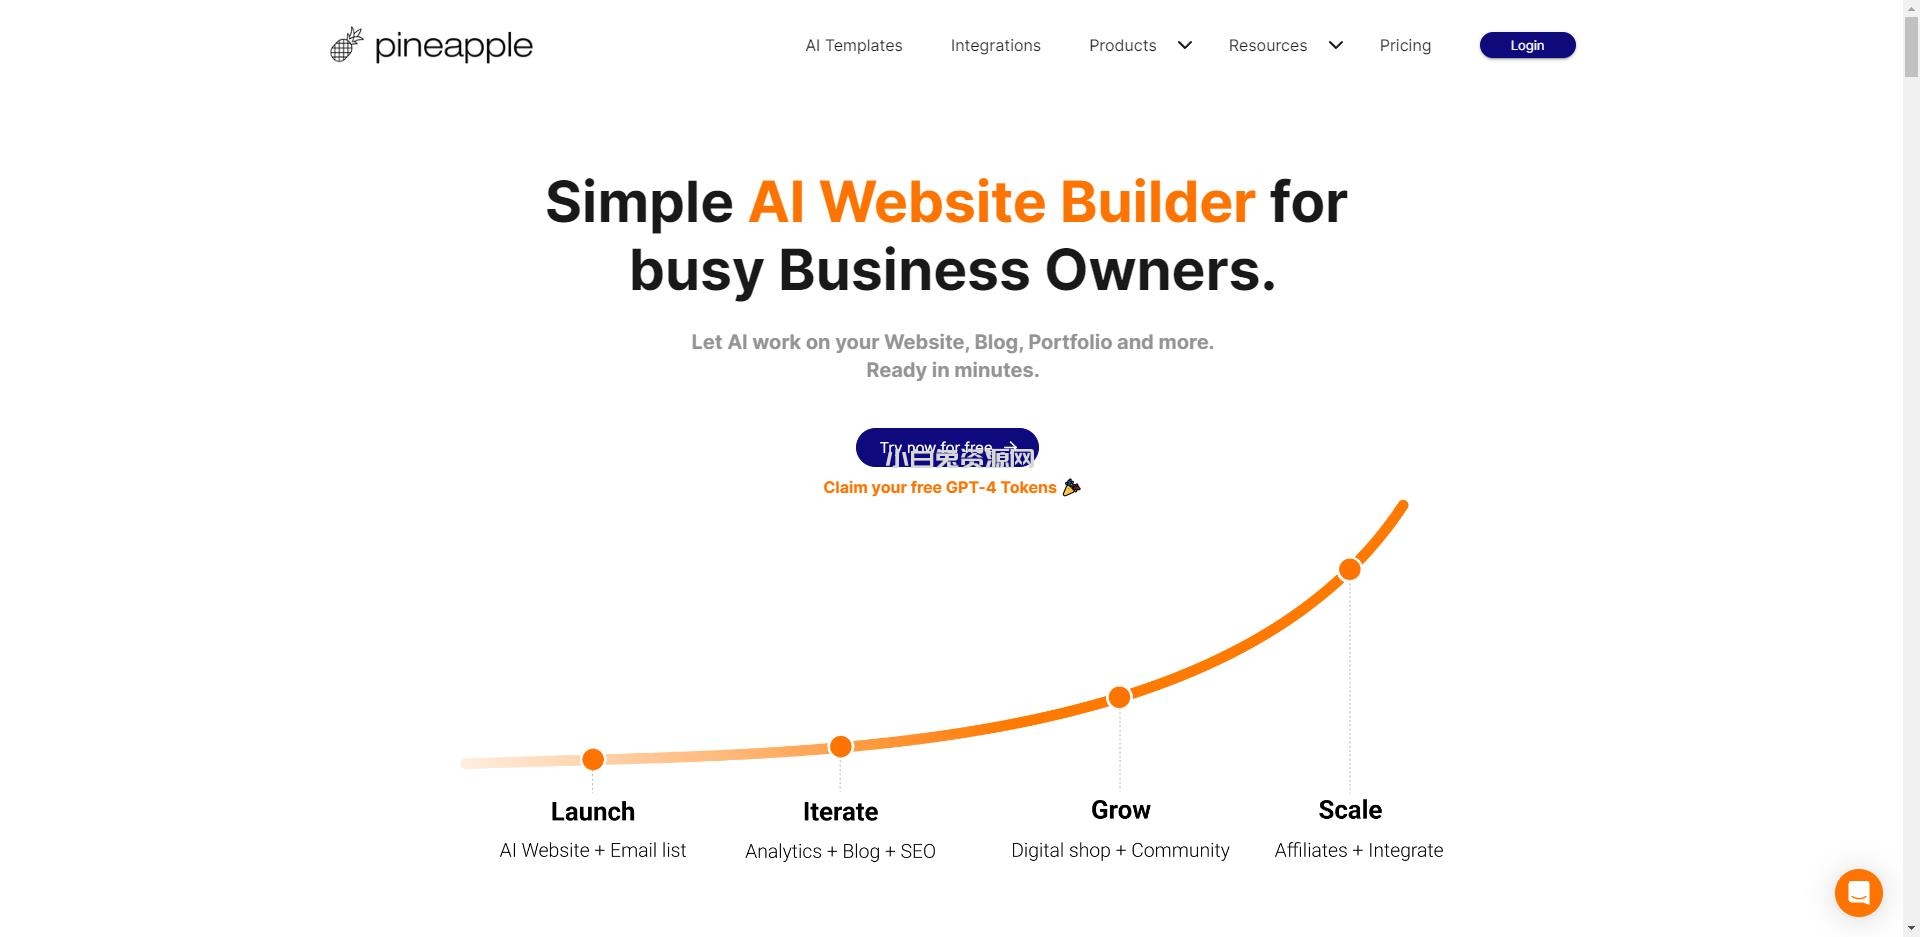 pineapple
AI Templates
Integrations
Products
Resources
Pricing
Login
Simple AI Website Builder for
busy Business Owners.
Let AI work on your Website, Blog, Portfolio and more.
Ready in minutes.
Try now for free →
小白兔资源网
Claim your free GPT-4 Tokens 🎉
Launch
AI Website + Email list
Iterate
Analytics + Blog + SEO
Grow
Digital shop + Community
Scale
Affiliates + Integrate